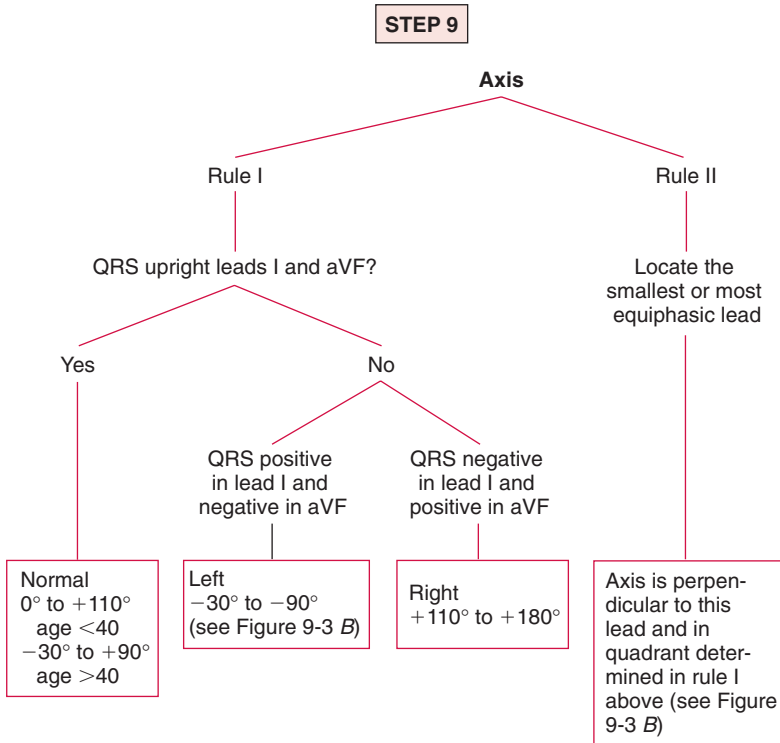 STEP 9
Axis
Rule I
Rule II
QRS upright leads I and aVF?
Locate the
smallest or most
equiphasic lead
Yes
No
QRS positive
in lead I and
negative in aVF
QRS negative
in lead I and
positive in aVF
Normal
0° to +110°
age <40
−30° to +90°
age >40
Left
−30° to −90°
(see Figure 9-3 B)
Right
+110° to +180°
Axis is perpen-
dicular to this
lead and in
quadrant deter-
mined in rule I
above (see Figure
9-3 B)